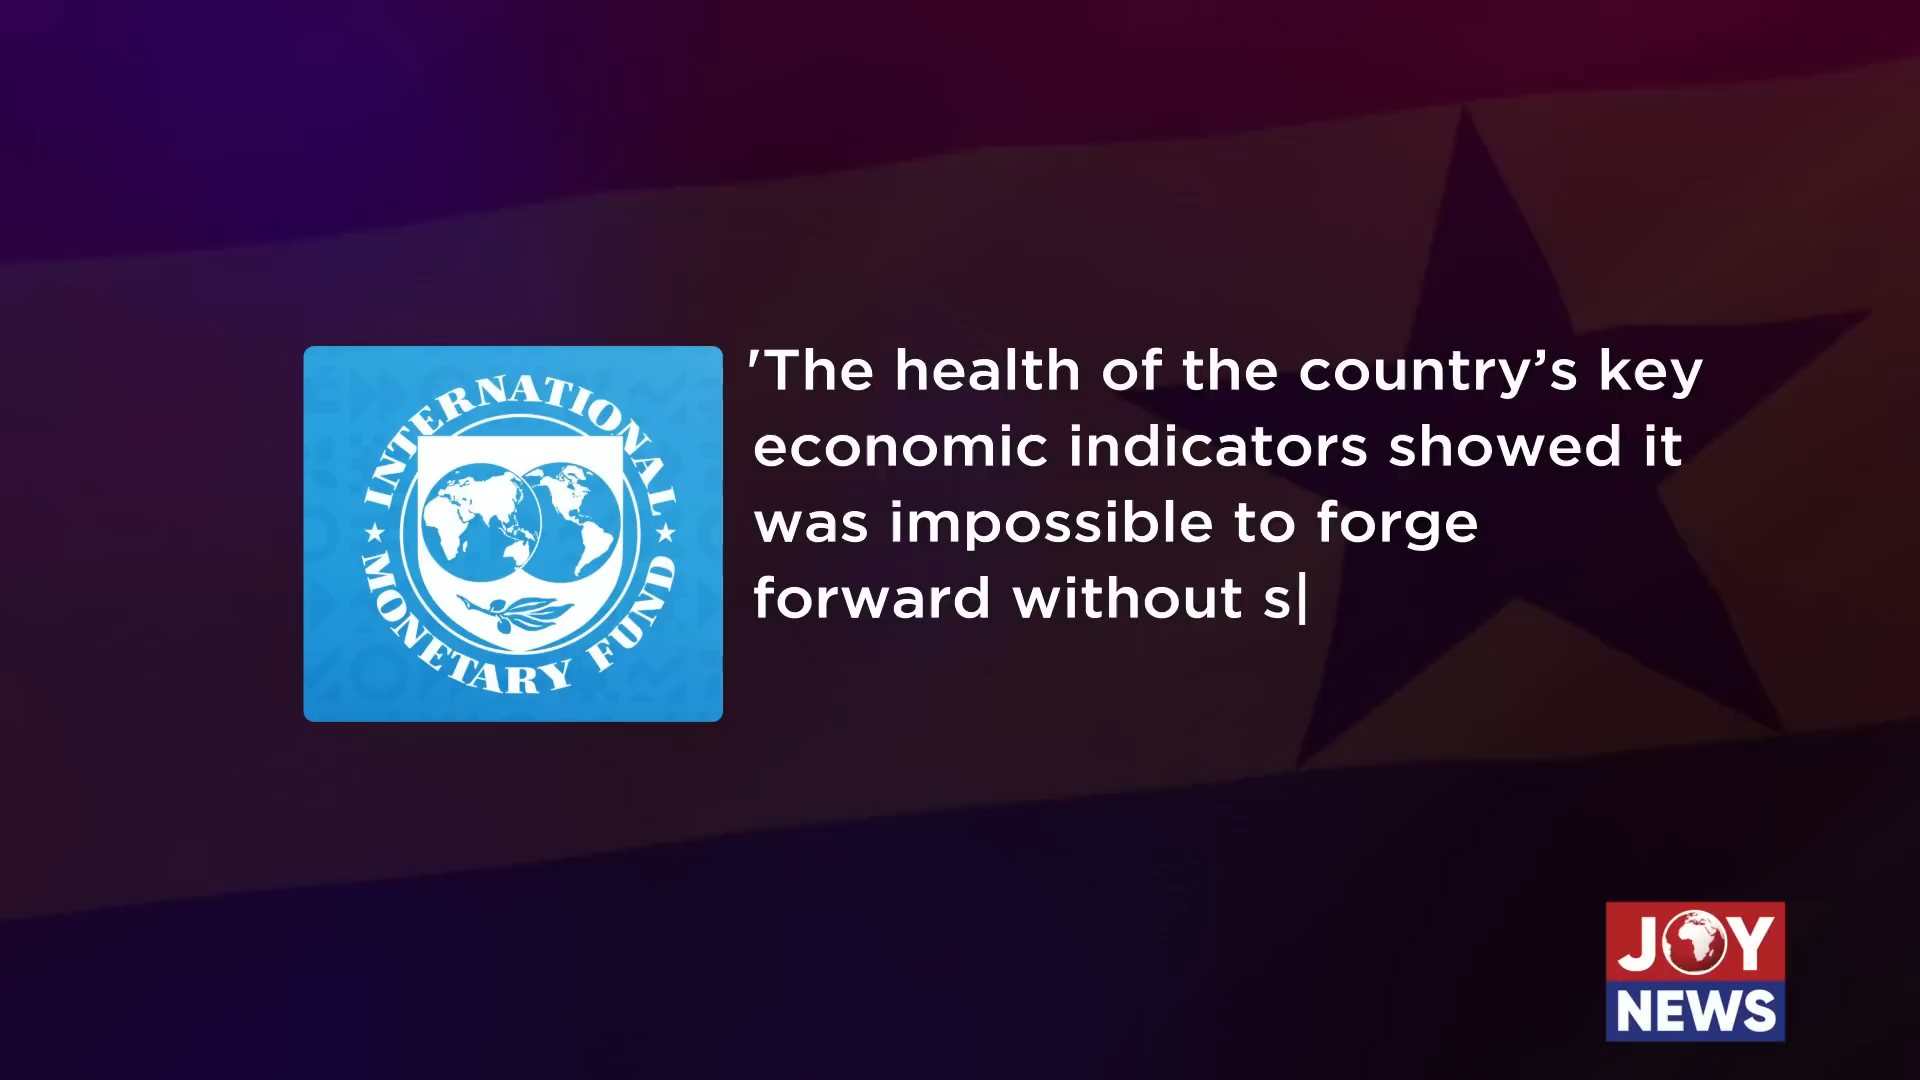 INTERNATIONAL
MONETARY FUND
'The health of the country’s key
economic indicators showed it
was impossible to forge
forward without s|
JOY
NEWS